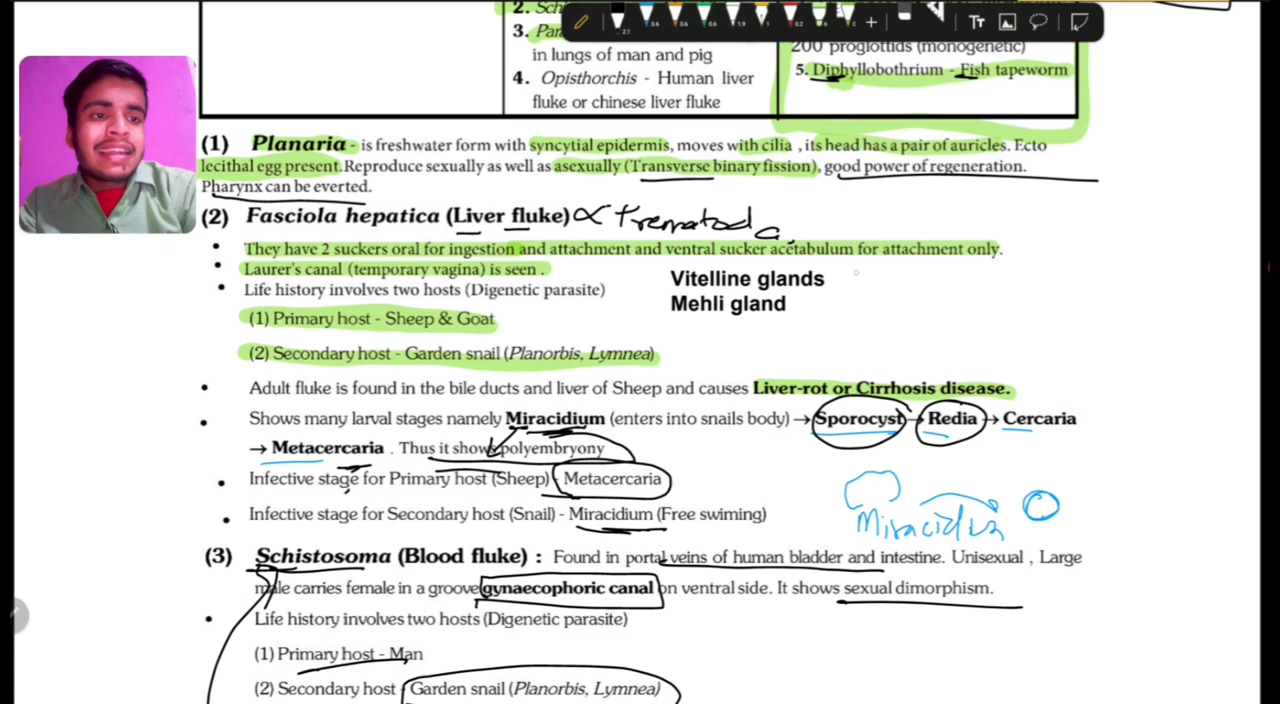 2. Sch
3. Par
in lungs of man and pig
4. Opisthorchis - Human liver
fluke or chinese liver fluke
200 proglottids (monogenetic)
5. Diphyllobothrium - Fish tapeworm
Tт
(1) Planaria - is freshwater form with syncytial epidermis, moves with cilia , its head has a pair of auricles. Ecto
lecithal egg present. Reproduce sexually as well as asexually (Transverse binary fission), good power of regeneration.
Pharynx can be everted.
(2) Fasciola hepatica (Liver fluke) ∝ Trematoda
• They have 2 suckers oral for ingestion and attachment and ventral sucker acetabulum for attachment only.
• Laurer's canal (temporary vagina) is seen .
• Life history involves two hosts (Digenetic parasite)
Vitelline glands
Mehli gland
(1) Primary host - Sheep & Goat
(2) Secondary host - Garden snail (Planorbis, Lymnea)
• Adult fluke is found in the bile ducts and liver of Sheep and causes Liver-rot or Cirrhosis disease.
• Shows many larval stages namely Miracidium (enters into snails body) → Sporocyst → Redia → Cercaria
→ Metacercaria . Thus it shows polyembryony
• Infective stage for Primary host (Sheep) - Metacercaria
• Infective stage for Secondary host (Snail) - Miracidium (Free swiming)
(3) Schistosoma (Blood fluke) : Found in portal veins of human bladder and intestine. Unisexual , Large
male carries female in a groove gynaecophoric canal on ventral side. It shows sexual dimorphism.
• Life history involves two hosts (Digenetic parasite)
(1) Primary host - Man
(2) Secondary host - Garden snail (Planorbis, Lymnea)